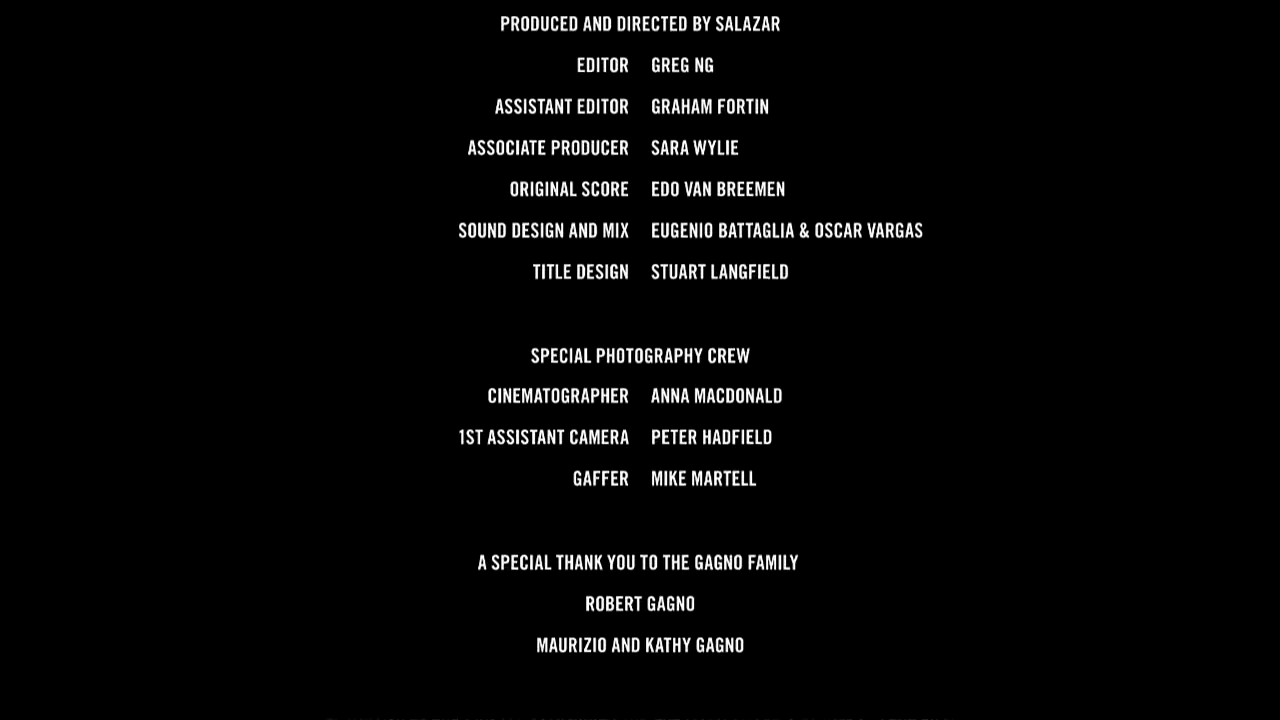 PRODUCED AND DIRECTED BY SALAZAR
EDITOR GREG NG
ASSISTANT EDITOR GRAHAM FORTIN
ASSOCIATE PRODUCER SARA WYLIE
ORIGINAL SCORE EDO VAN BREEMEN
SOUND DESIGN AND MIX EUGENIO BATTAGLIA & OSCAR VARGAS
TITLE DESIGN STUART LANGFIELD
SPECIAL PHOTOGRAPHY CREW
CINEMATOGRAPHER ANNA MACDONALD
1ST ASSISTANT CAMERA PETER HADFIELD
GAFFER MIKE MARTELL
A SPECIAL THANK YOU TO THE GAGNO FAMILY
ROBERT GAGNO
MAURIZIO AND KATHY GAGNO